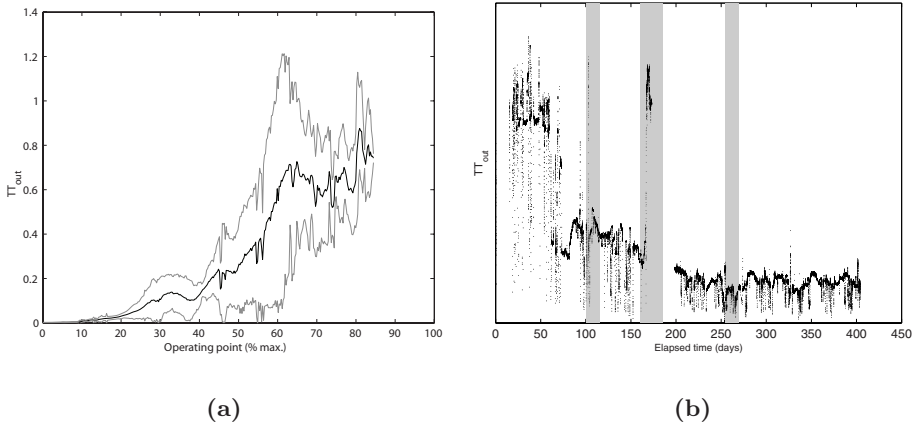 1.4
1.2
1
0.8
0.6
0.4
0.2
0
TT_out
0 10 20 30 40 50 60 70 80 90 100
Operating point (% max.)
(a)
TT_out
0 50 100 150 200 250 300 350 400 450
Elapsed time (days)
(b)